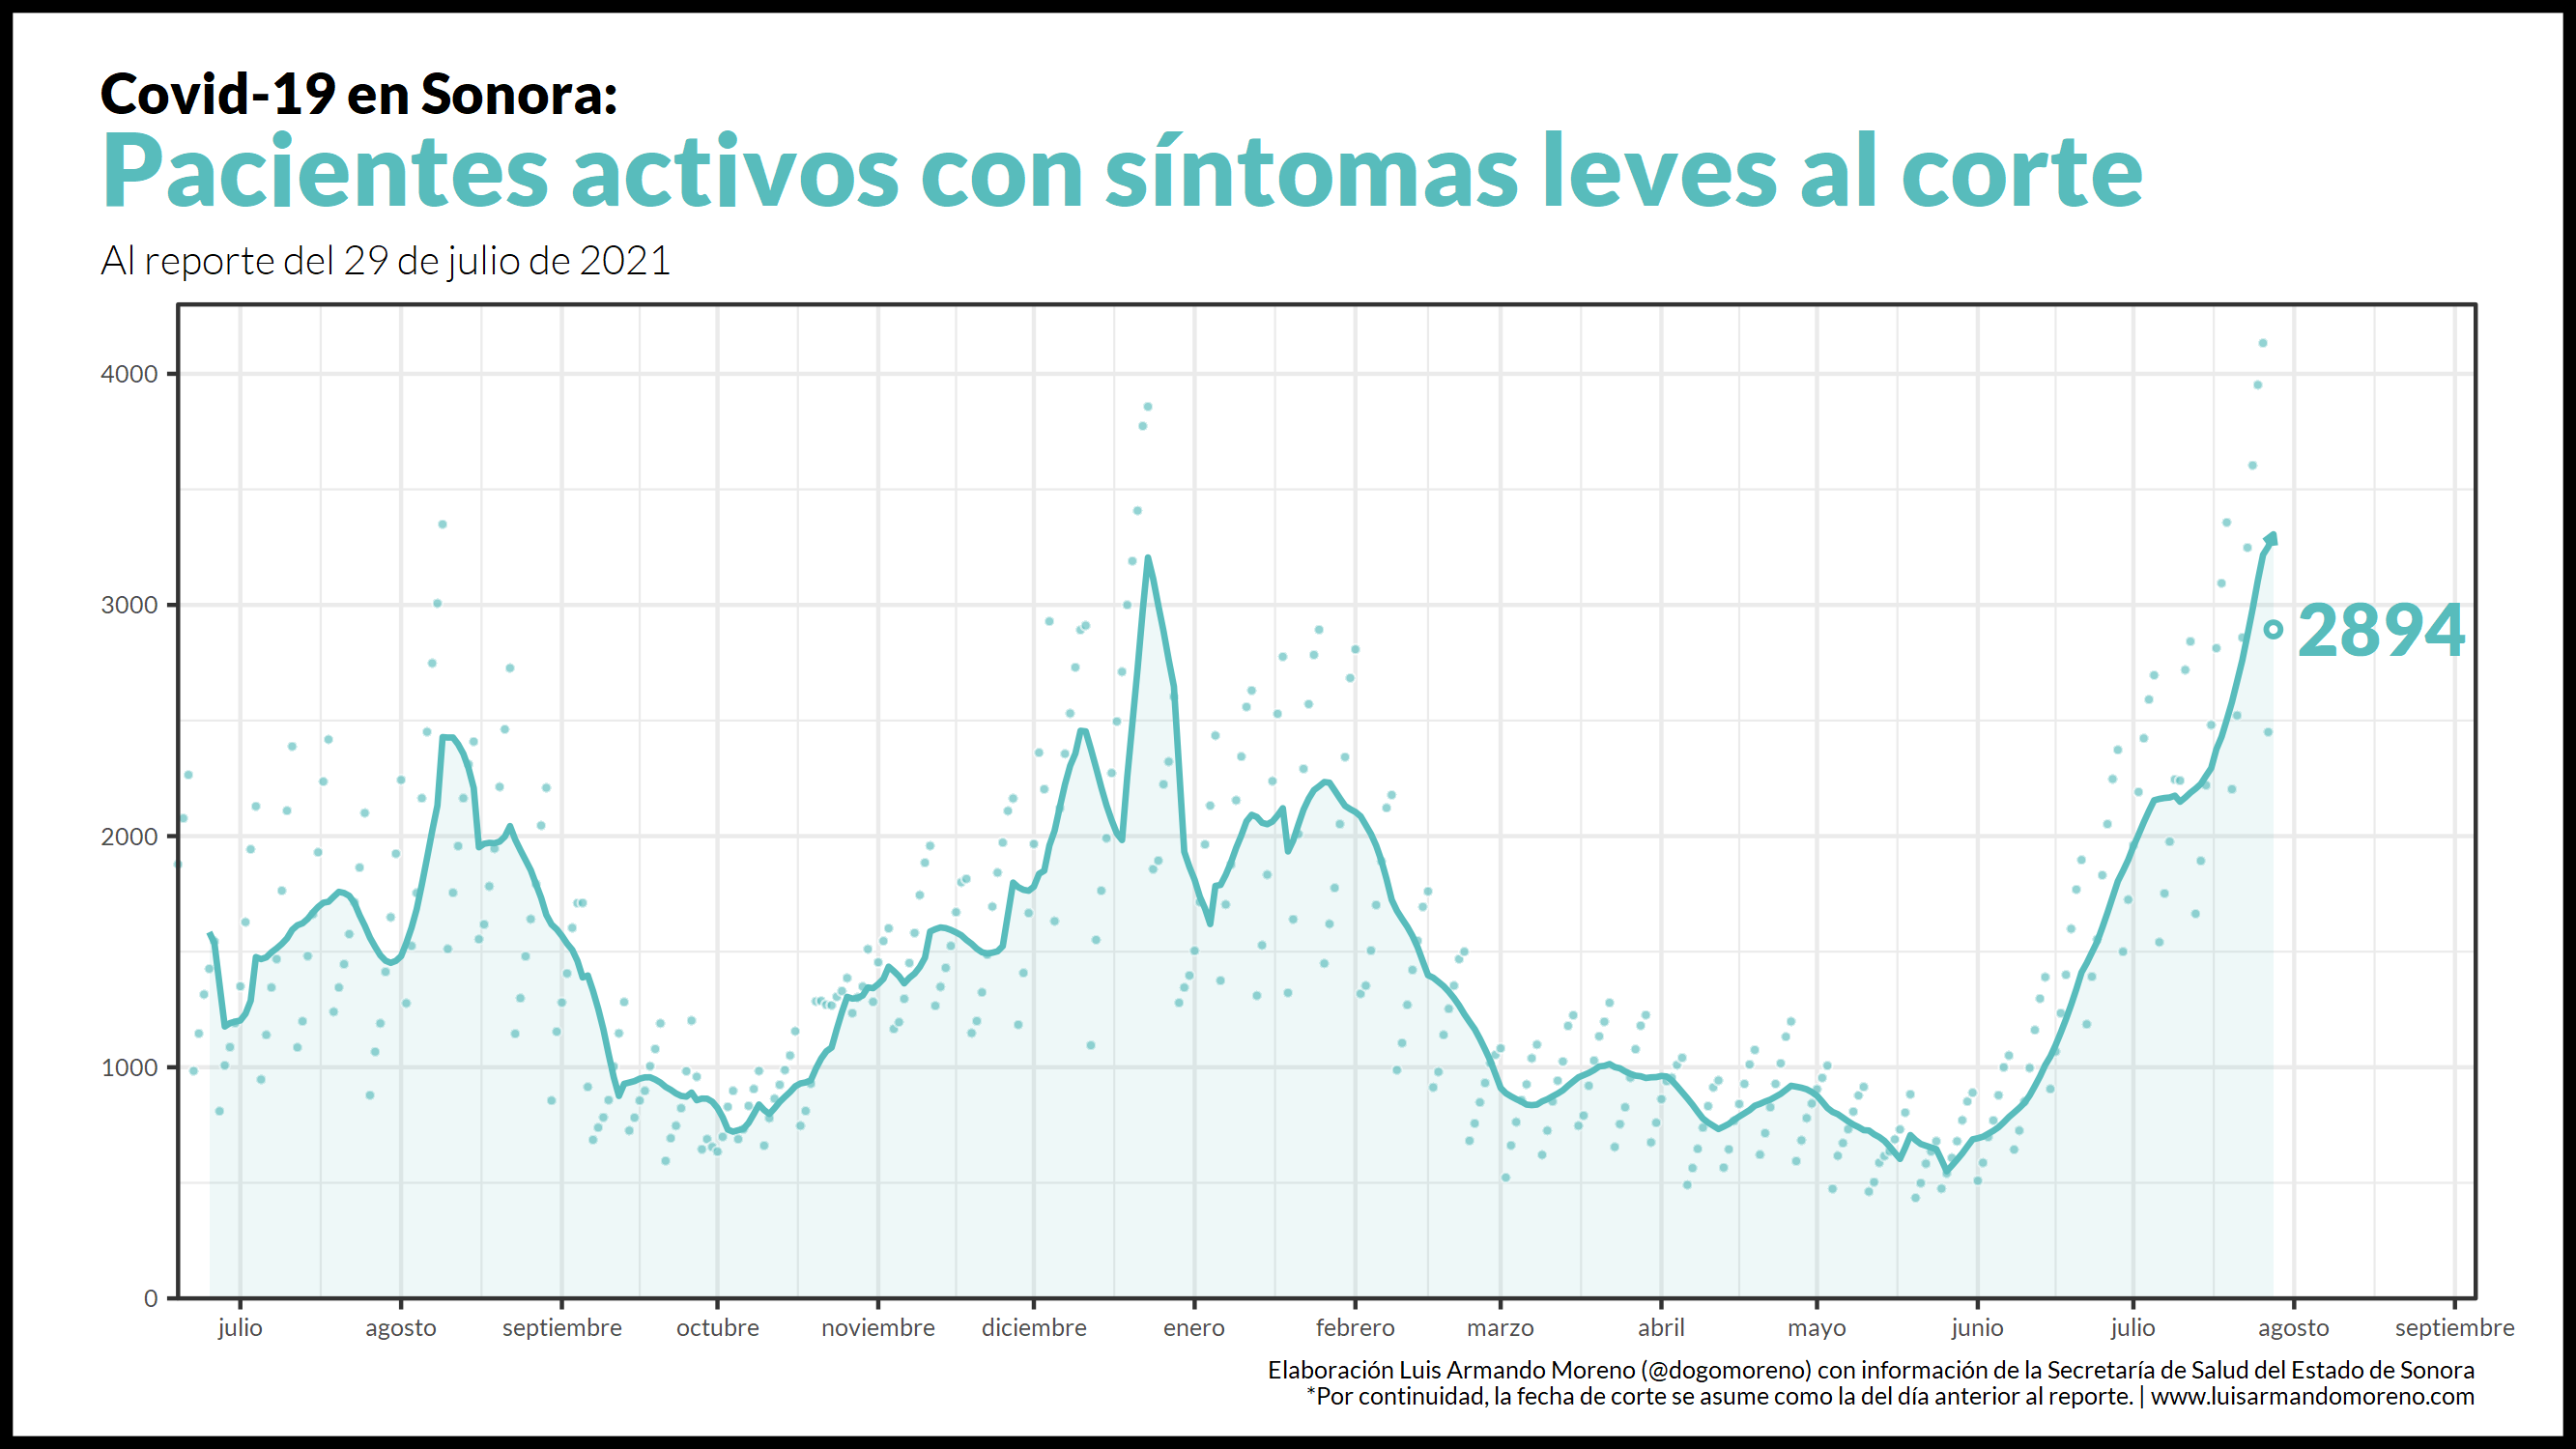 Covid-19 en Sonora:
Pacientes activos con síntomas leves al corte
Al reporte del 29 de julio de 2021
4000
3000
2000
1000
0
2894
julio agosto septiembre octubre noviembre diciembre enero febrero marzo abril mayo junio julio agosto septiembre
Elaboración Luis Armando Moreno (@dogomoreno) con información de la Secretaría de Salud del Estado de Sonora
*Por continuidad, la fecha de corte se asume como la del día anterior al reporte. | www.luisarmandomoreno.com